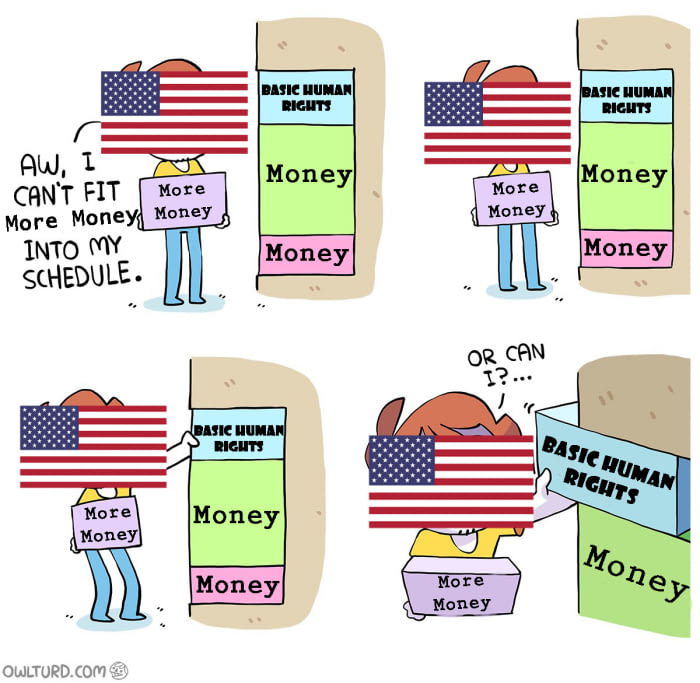 AW, I
CAN'T FIT
More Money
INTO MY
SCHEDULE.
More
Money
BASIC HUMAN
RIGHTS
Money
Money
More
Money
BASIC HUMAN
RIGHTS
Money
Money
More
Money
BASIC HUMAN
RIGHTS
Money
Money
OR CAN
I?...
More
Money
BASIC HUMAN
RIGHTS
Money
OWLTURD.COM